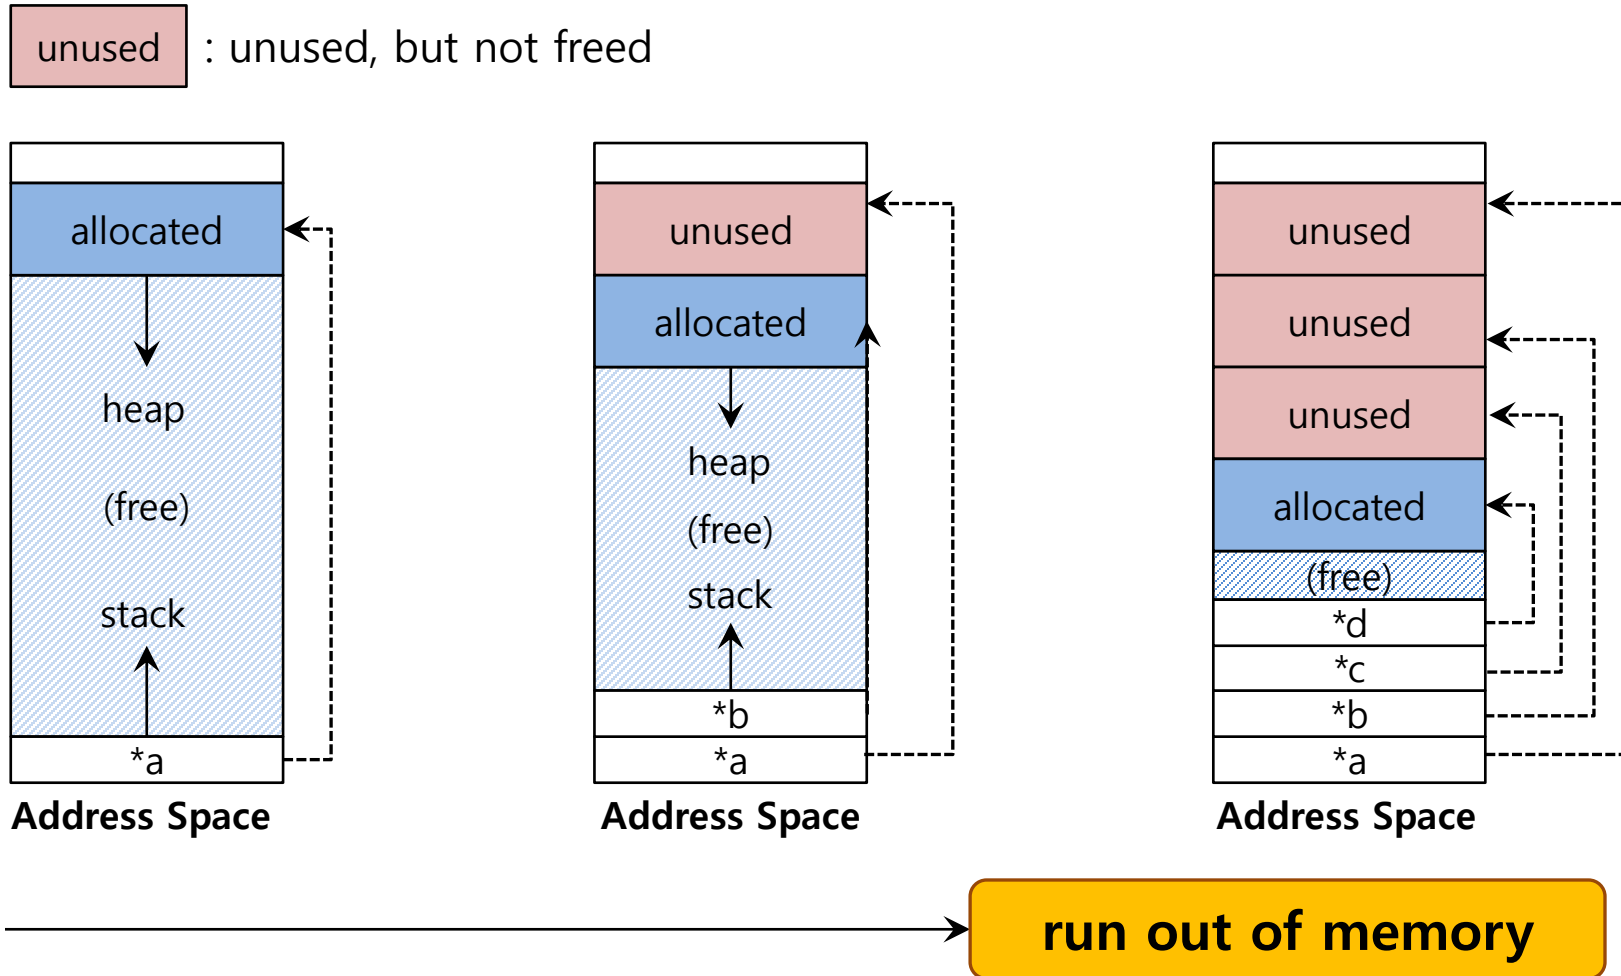 unused : unused, but not freed
allocated
heap
(free)
stack
*a
Address Space
unused
allocated
heap
(free)
stack
*b
*a
Address Space
unused
unused
unused
allocated
(free)
*d
*c
*b
*a
Address Space
run out of memory